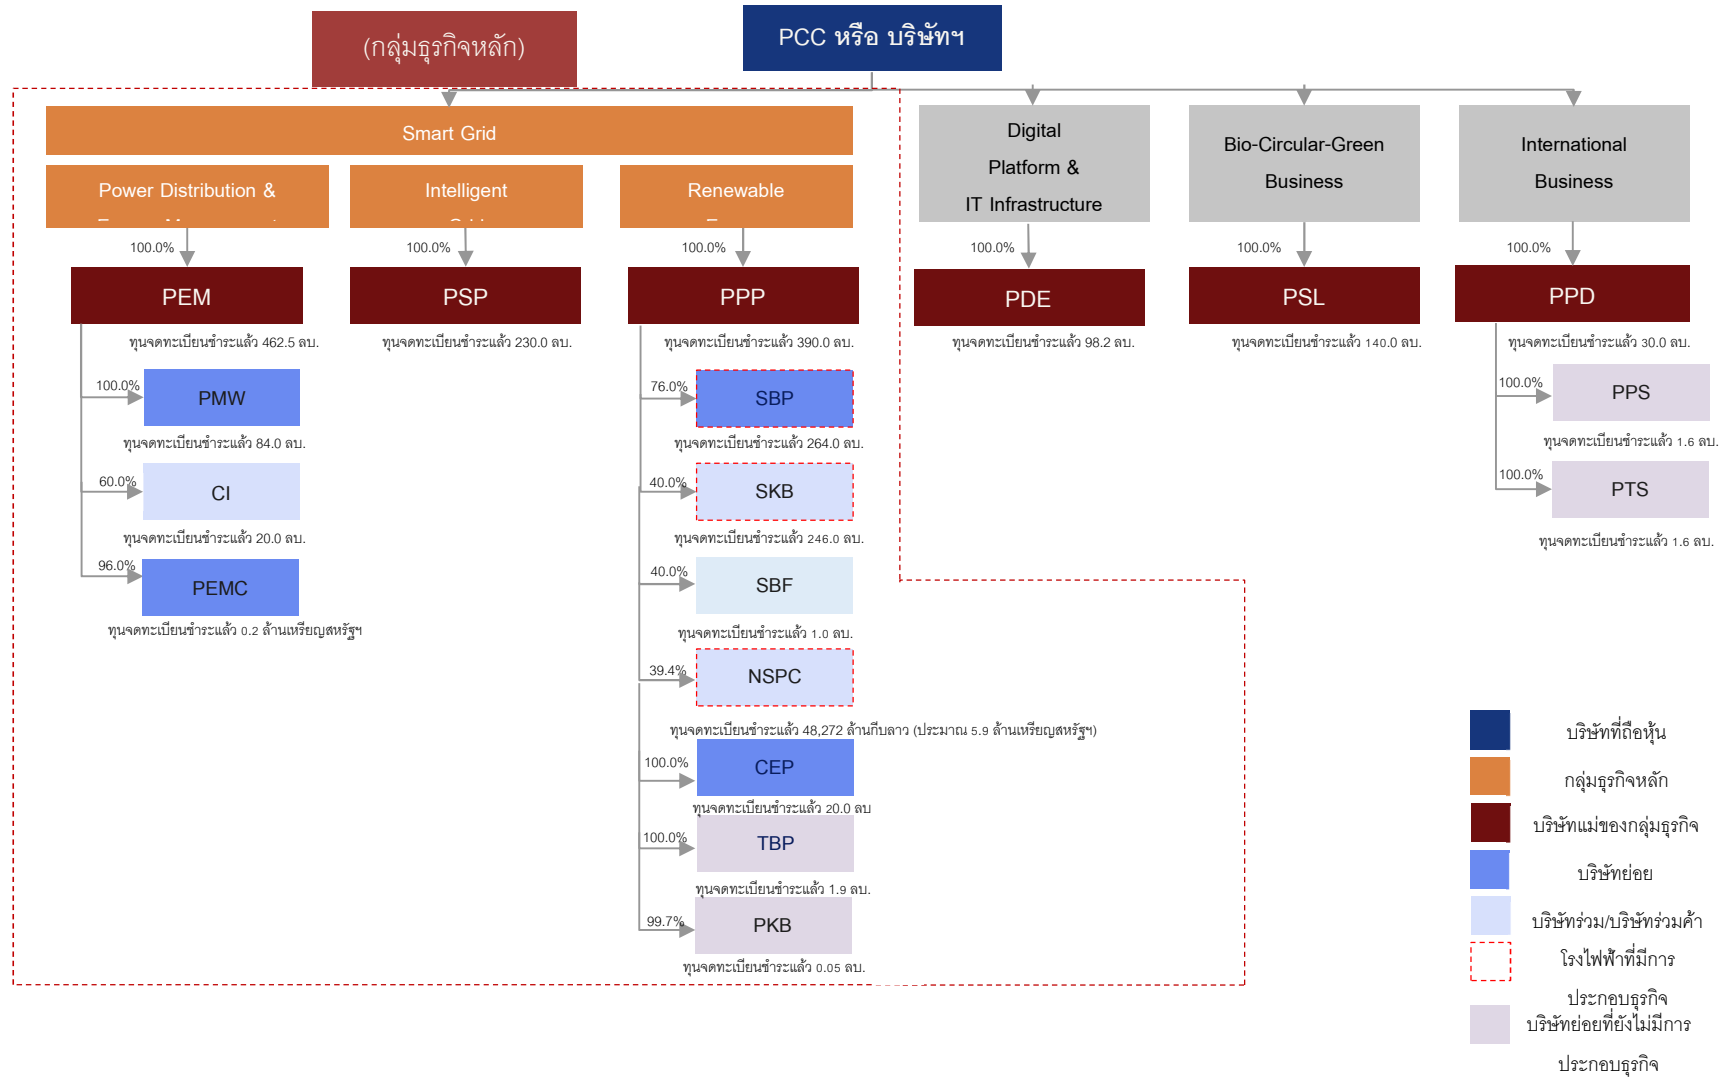 (กลุ่มธุรกิจหลัก)
PCC หรือ บริษัทฯ
Smart Grid
Power Distribution &
Intelligent
Renewable
Digital
Platform &
IT Infrastructure
Bio-Circular-Green
Business
International
Business
100.0%
100.0%
100.0%
100.0%
100.0%
100.0%
PEM
PSP
PPP
PDE
PSL
PPD
ทุนจดทะเบียนชำระแล้ว 462.5 ลบ.
ทุนจดทะเบียนชำระแล้ว 230.0 ลบ.
ทุนจดทะเบียนชำระแล้ว 390.0 ลบ.
ทุนจดทะเบียนชำระแล้ว 98.2 ลบ.
ทุนจดทะเบียนชำระแล้ว 140.0 ลบ.
ทุนจดทะเบียนชำระแล้ว 30.0 ลบ.
100.0%
PMW
ทุนจดทะเบียนชำระแล้ว 84.0 ลบ.
60.0%
CI
ทุนจดทะเบียนชำระแล้ว 20.0 ลบ.
96.0%
PEMC
ทุนจดทะเบียนชำระแล้ว 0.2 ล้านเหรียญสหรัฐฯ
76.0%
SBP
ทุนจดทะเบียนชำระแล้ว 264.0 ลบ.
40.0%
SKB
ทุนจดทะเบียนชำระแล้ว 246.0 ลบ.
40.0%
SBF
ทุนจดทะเบียนชำระแล้ว 1.0 ลบ.
39.4%
NSPC
ทุนจดทะเบียนชำระแล้ว 48,272 ล้านกีบลาว (ประมาณ 5.9 ล้านเหรียญสหรัฐฯ)
100.0%
CEP
ทุนจดทะเบียนชำระแล้ว 20.0 ลบ
100.0%
TBP
ทุนจดทะเบียนชำระแล้ว 1.9 ลบ.
99.7%
PKB
ทุนจดทะเบียนชำระแล้ว 0.05 ลบ.
100.0%
PPS
ทุนจดทะเบียนชำระแล้ว 1.6 ลบ.
100.0%
PTS
ทุนจดทะเบียนชำระแล้ว 1.6 ลบ.
บริษัทที่ถือหุ้น
กลุ่มธุรกิจหลัก
บริษัทแม่ของกลุ่มธุรกิจ
บริษัทย่อย
บริษัทร่วม/บริษัทร่วมค้า
โรงไฟฟ้าที่มีการ
ประกอบธุรกิจ
บริษัทย่อยที่ยังไม่มีการ
ประกอบธุรกิจ